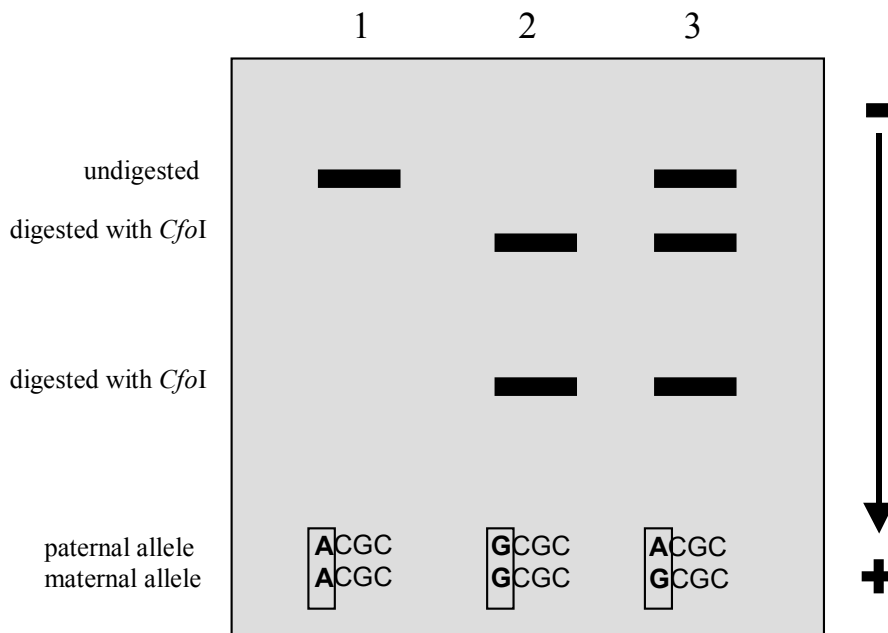 1 2 3
undigested
digested with CfoI
digested with CfoI
paternal allele ACGC GCGC ACGC
maternal allele ACGC GCGC GCGC